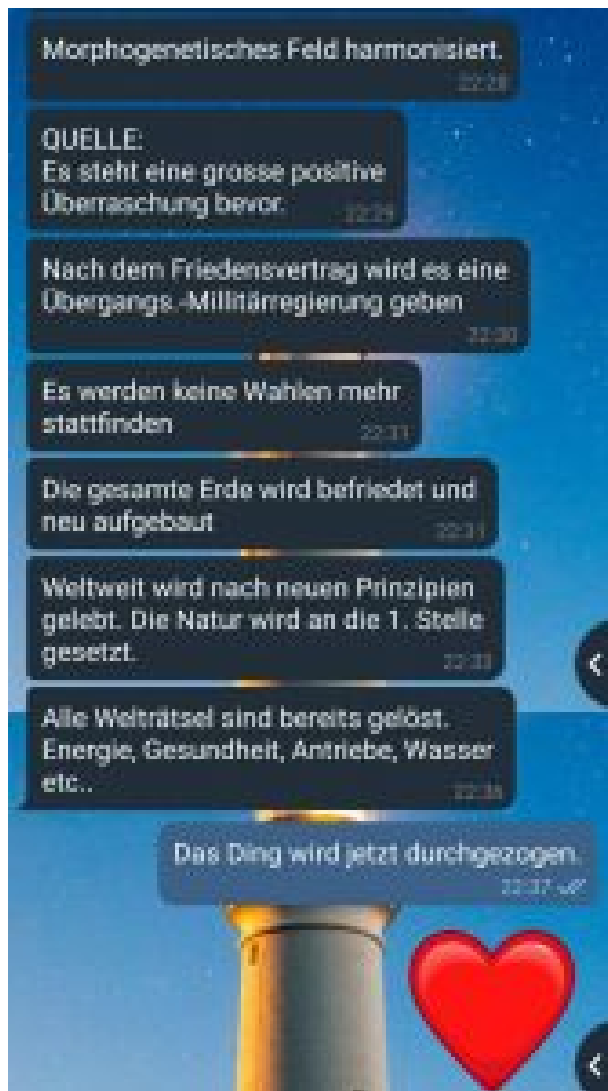 Morphogenetisches Feld harmonisiert.
22:28
QUELLE:
Es steht eine grosse positive
Überraschung bevor.
22:29
Nach dem Friedensvertrag wird es eine
Übergangs.-Millitärregierung geben
22:30
Es werden keine Wahlen mehr
stattfinden
22:31
Die gesamte Erde wird befriedet und
neu aufgebaut
22:31
Weltweit wird nach neuen Prinzipien
gelebt. Die Natur wird an die 1. Stelle
gesetzt.
22:33
Alle Welträtsel sind bereits gelöst.
Energie, Gesundheit, Antriebe, Wasser
etc..
Das Ding wird jetzt durchgezogen.
22:37